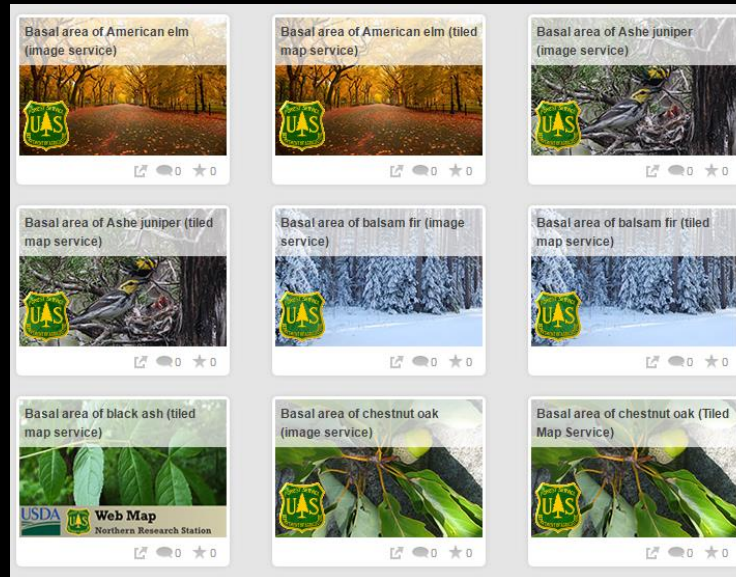 Basal area of American elm
(image service)
0 0
Basal area of American elm (tiled
map service)
0 0
Basal area of Ashe juniper
(image service)
0 0
Basal area of Ashe juniper (tiled
map service)
0 0
Basal area of balsam fir (image
service)
0 0
Basal area of balsam fir (tiled
map service)
0 0
Basal area of black ash (tiled
map service)
USDA
UAS
Web Map
Northern Research Station
0 0
Basal area of chestnut oak
(image service)
0 0
Basal area of chestnut oak (Tiled
Map Service)
0 0